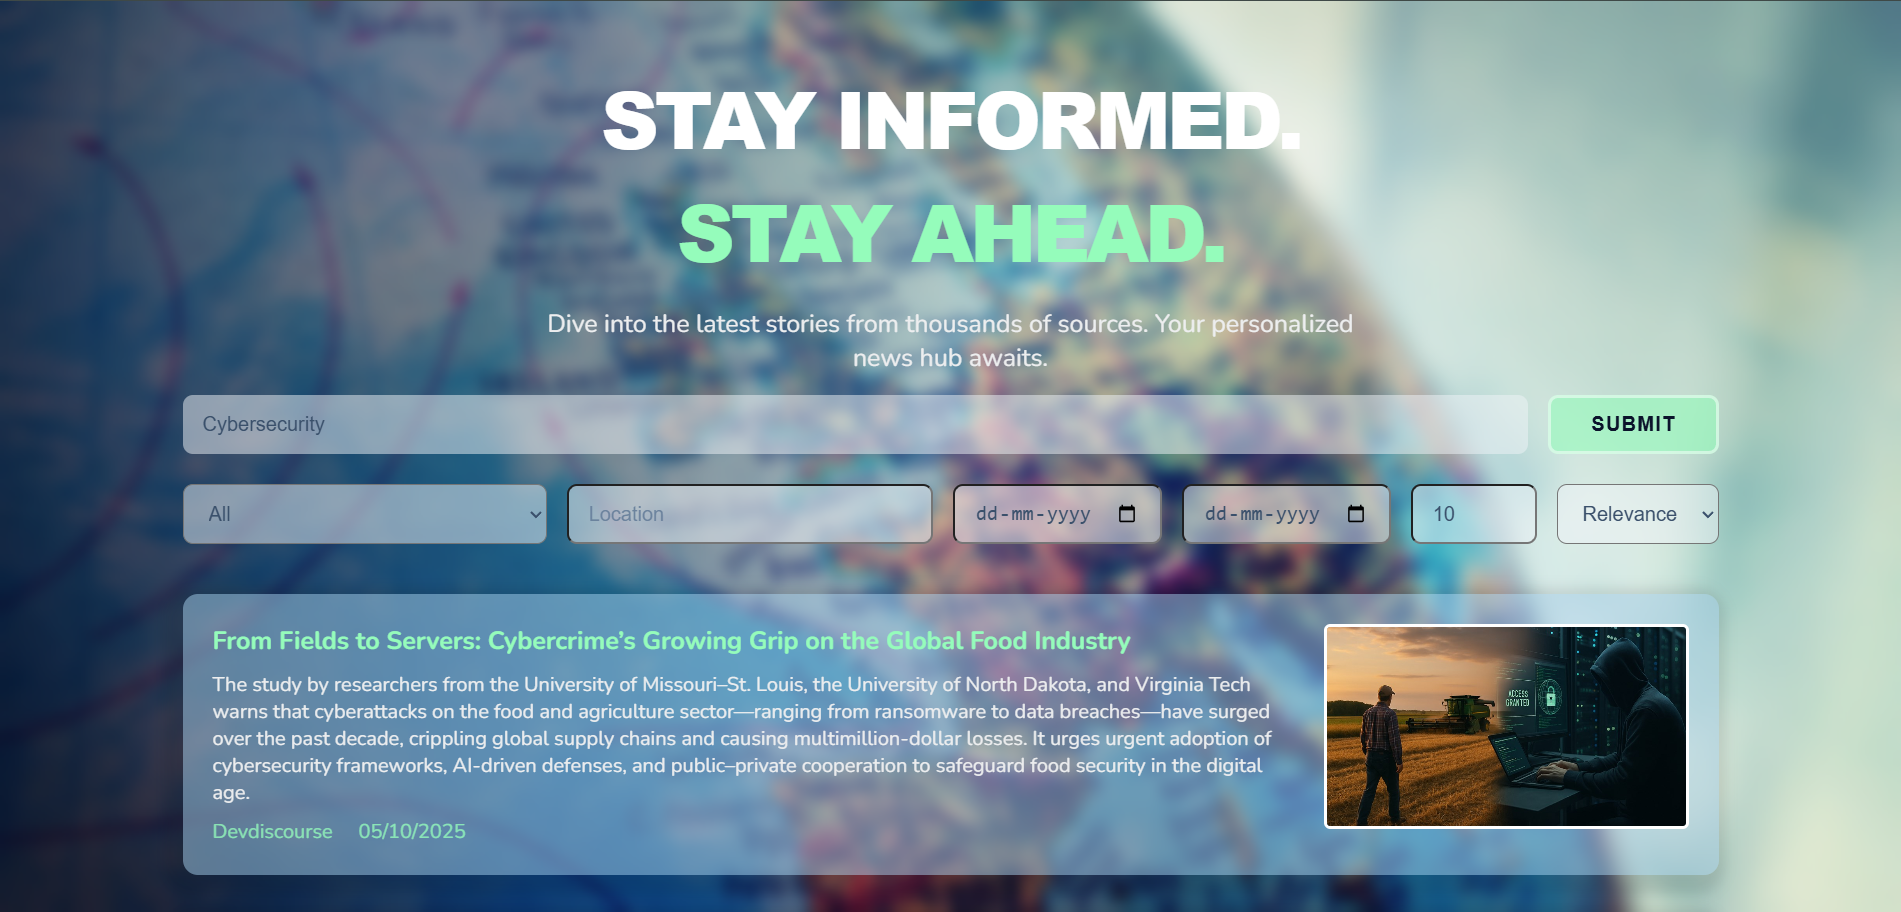 STAY INFORMED.
STAY AHEAD.
Dive into the latest stories from thousands of sources. Your personalized
news hub awaits.
Cybersecurity
SUBMIT
All
Location
dd-mm-yyyy
dd-mm-yyyy
10
Relevance
From Fields to Servers: Cybercrime’s Growing Grip on the Global Food Industry
The study by researchers from the University of Missouri–St. Louis, the University of North Dakota, and Virginia Tech
warns that cyberattacks on the food and agriculture sector—ranging from ransomware to data breaches—have surged
over the past decade, crippling global supply chains and causing multimillion-dollar losses. It urges urgent adoption of
cybersecurity frameworks, AI-driven defenses, and public–private cooperation to safeguard food security in the digital
age.
Devdiscourse 05/10/2025
ACCESS
GRANTED